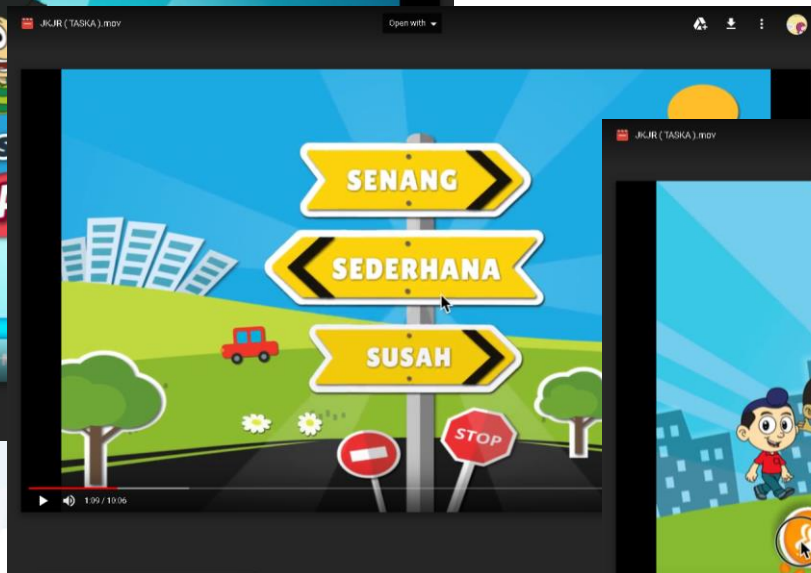 JKJR (TASKA).mov
Open with
SENANG
SEDERHANA
SUSAH
STOP
1:09 / 10:06
JKJR (TASKA).mov